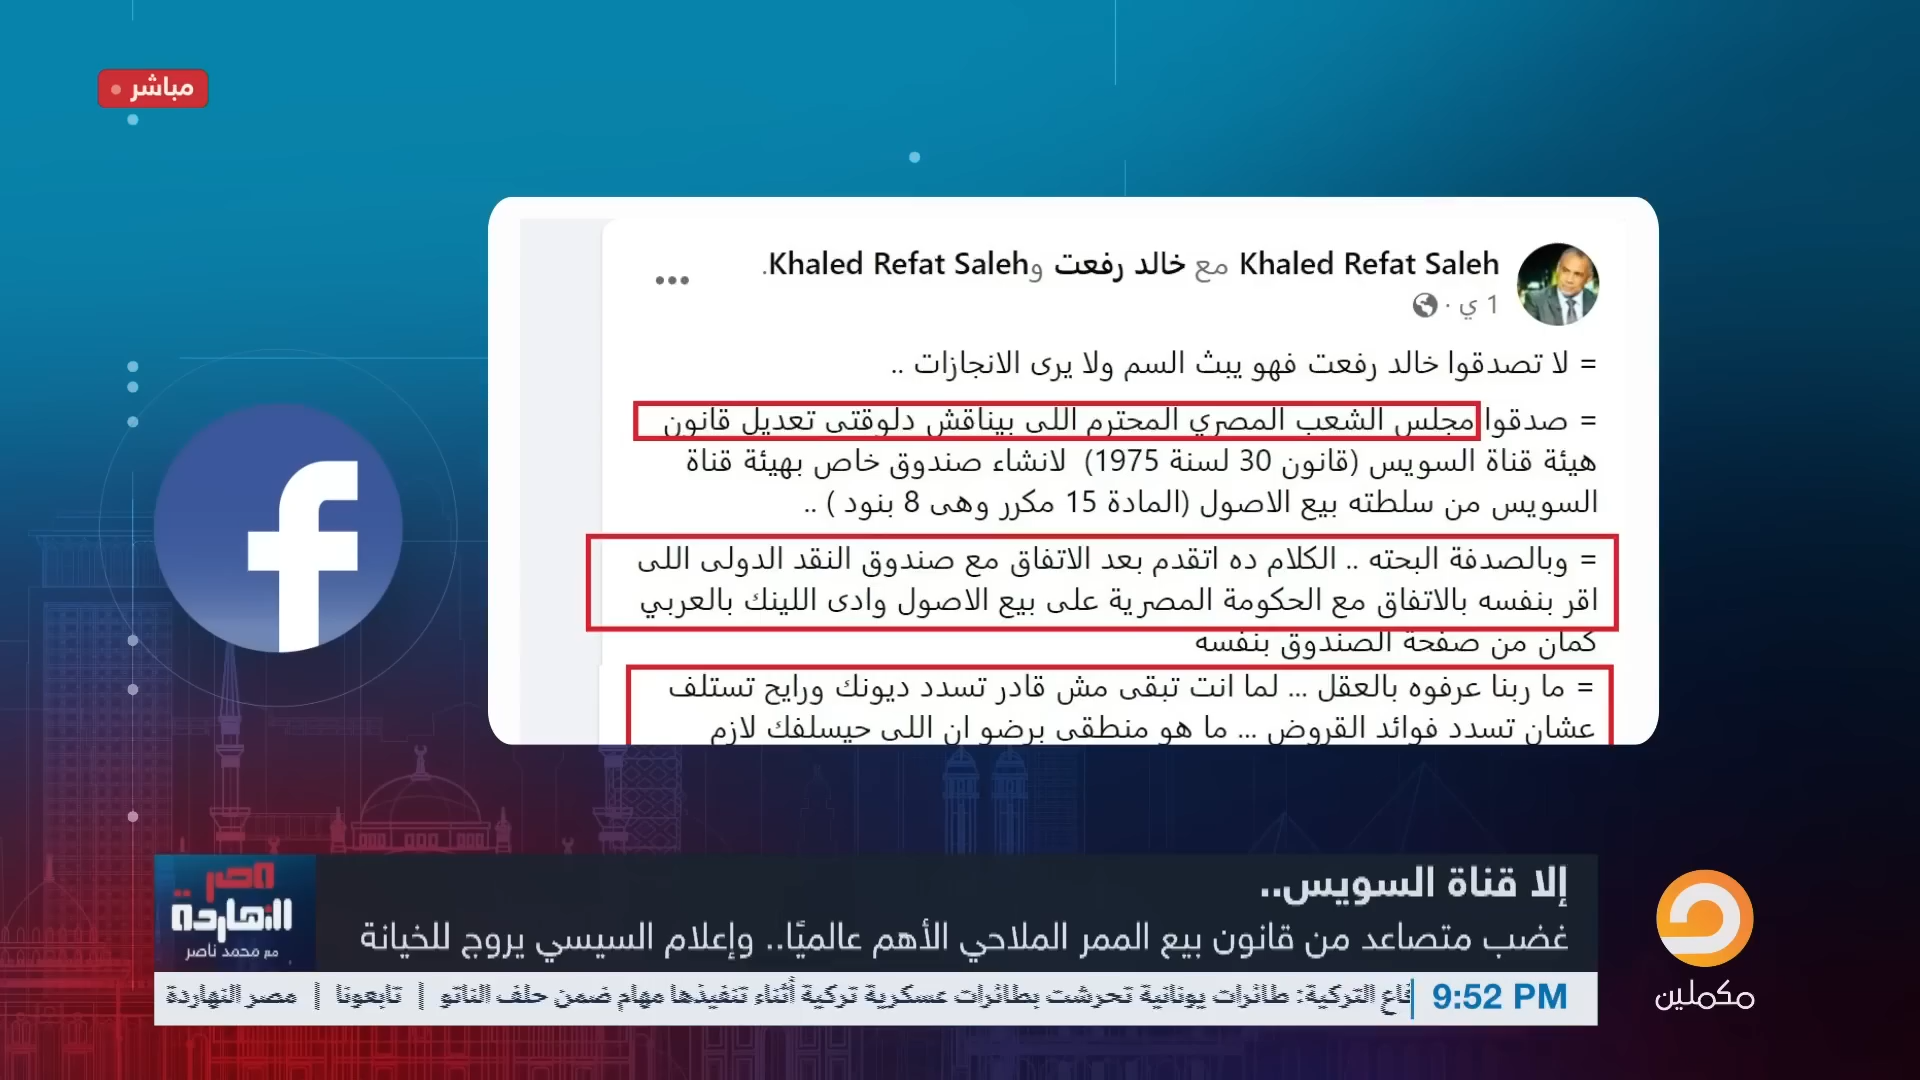 مباشر
Khaled Refat Saleh مع خالد رفعت وKhaled Refat Saleh.
1 ي ·
= لا تصدقوا خالد رفعت فهو يبث السم ولا يرى الانجازات ..
= صدقوا مجلس الشعب المصري المحترم اللى بيناقش دلوقتى تعديل قانون
هيئة قناة السويس (قانون 30 لسنة 1975) لانشاء صندوق خاص بهيئة قناة
السويس من سلطته بيع الاصول (المادة 15 مكرر وهى 8 بنود ) ..
= وبالصدفة البحته .. الكلام ده اتقدم بعد الاتفاق مع صندوق النقد الدولى اللى
اقر بنفسه بالاتفاق مع الحكومة المصرية على بيع الاصول وادى اللينك بالعربي
كمان من صفحة الصندوق بنفسه
= ما ربنا عرفوه بالعقل ... لما انت تبقى مش قادر تسدد ديونك ورايح تستلف
عشان تسدد فوائد القروض ... ما هو منطقى برضو ان اللى حيسلفك لازم
مصر النهاردة
مع محمد ناصر
إلا قناة السويس..
غضب متصاعد من قانون بيع الممر الملاحي الأهم عالميًا.. وإعلام السيسي يروج للخيانة
9:52 PM
التركية: طائرات يونانية تحرشت بطائرات عسكرية تركية أثناء تنفيذها مهام ضمن حلف الناتو | تابعونا | مصر النهاردة
مكملين